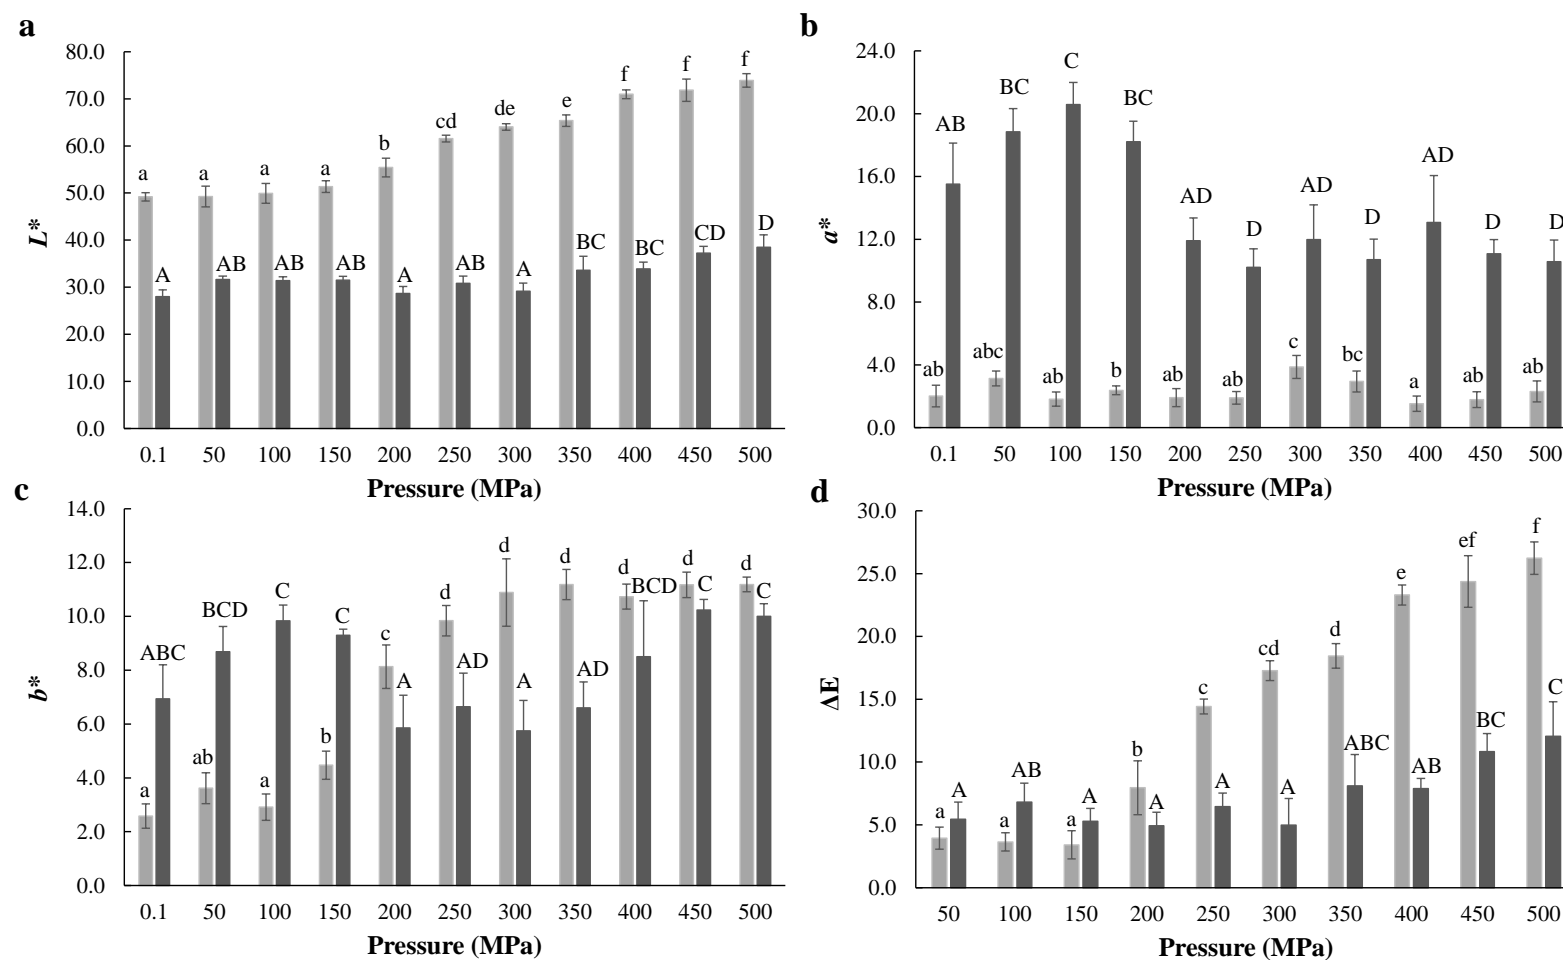 a
80.0
70.0
60.0
50.0
40.0
30.0
20.0
10.0
0.0
L*
a a a a b cd de e f f f
A AB AB AB A AB A BC BC CD D
0.1 50 100 150 200 250 300 350 400 450 500
Pressure (MPa)
b
24.0
20.0
16.0
12.0
8.0
4.0
0.0
a*
AB BC C BC AD D AD D AD D D
ab abc ab b ab ab c bc a ab ab
0.1 50 100 150 200 250 300 350 400 450 500
Pressure (MPa)
c
14.0
12.0
10.0
8.0
6.0
4.0
2.0
0.0
b*
a ab a b c d d d d d d
ABC BCD C C A AD A AD BCD C C
0.1 50 100 150 200 250 300 350 400 450 500
Pressure (MPa)
d
30.0
25.0
20.0
15.0
10.0
5.0
0.0
ΔE
a a a b c cd d e ef f
A AB A A A A ABC AB BC C
50 100 150 200 250 300 350 400 450 500
Pressure (MPa)